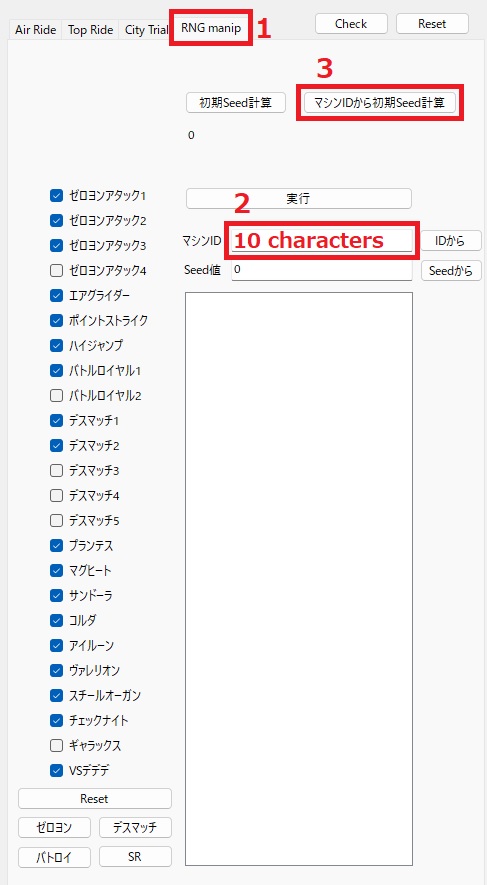 Air Ride Top Ride City Trial RNG manip 1 Check Reset
3
初期Seed計算 マシンIDから初期Seed計算
0
2
ゼロヨンアタック1 実行
ゼロヨンアタック2
ゼロヨンアタック3 マシンID 10 characters IDから
ゼロヨンアタック4 Seed値 0 Seedから
エアグライダー
ポイントストライク
ハイジャンプ
バトルロイヤル1
バトルロイヤル2
デスマッチ1
デスマッチ2
デスマッチ3
デスマッチ4
デスマッチ5
プランテス
マグヒート
サンドーラ
コルダ
アイルーン
ヴァレリオン
スチールオーガン
チェックナイト
ギャラックス
VSデデデ
Reset
ゼロヨン デスマッチ
バトロイ SR